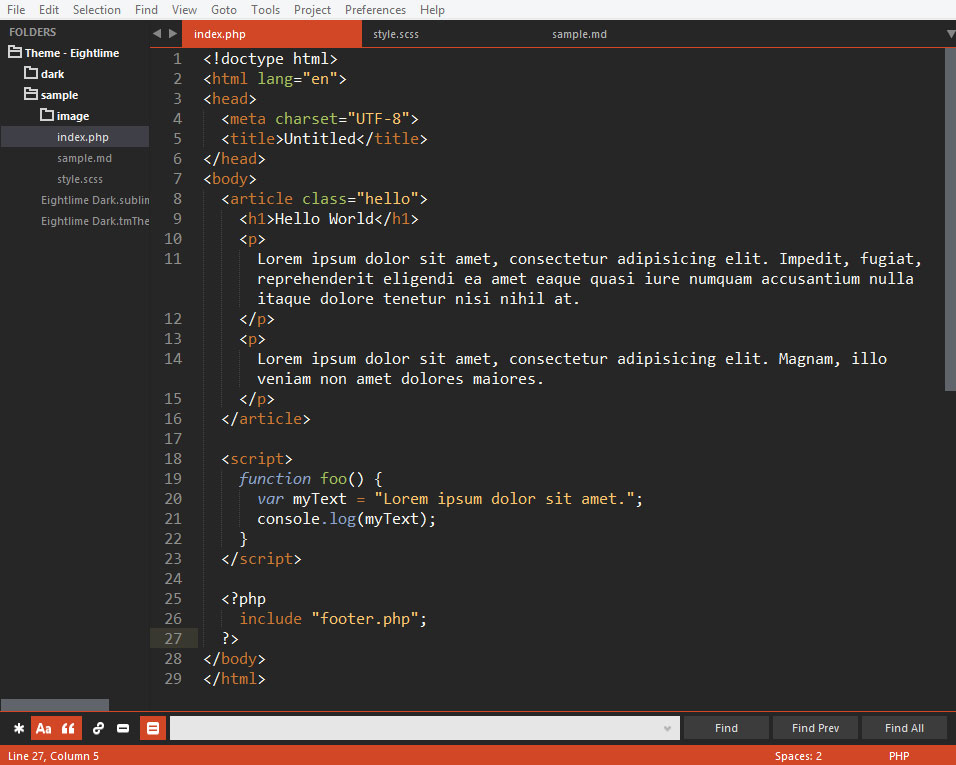 File Edit Selection Find View Goto Tools Project Preferences Help
FOLDERS
Theme - Eightlime
dark
sample
image
index.php
sample.md
style.scss
Eightlime Dark.sublin
Eightlime Dark.tmThe
index.php style.scss sample.md
1 <!doctype html>
2 <html lang="en">
3 <head>
4 <meta charset="UTF-8">
5 <title>Untitled</title>
6 </head>
7 <body>
8 <article class="hello">
9 <h1>Hello World</h1>
10 <p>
11 Lorem ipsum dolor sit amet, consectetur adipisicing elit. Impedit, fugiat,
reprehenderit eligendi ea amet eaque quasi iure numquam accusantium nulla
itaque dolore tenetur nisi nihil at.
12 </p>
13 <p>
14 Lorem ipsum dolor sit amet, consectetur adipisicing elit. Magnam, illo
veniam non amet dolores maiores.
15 </p>
16 </article>
17
18 <script>
19 function foo() {
20 var myText = "Lorem ipsum dolor sit amet.";
21 console.log(myText);
22 }
23 </script>
24
25 <?php
26 include "footer.php";
27 ?>
28 </body>
29 </html>
Aa Find Find Prev Find All
Line 27, Column 5 Spaces: 2 PHP